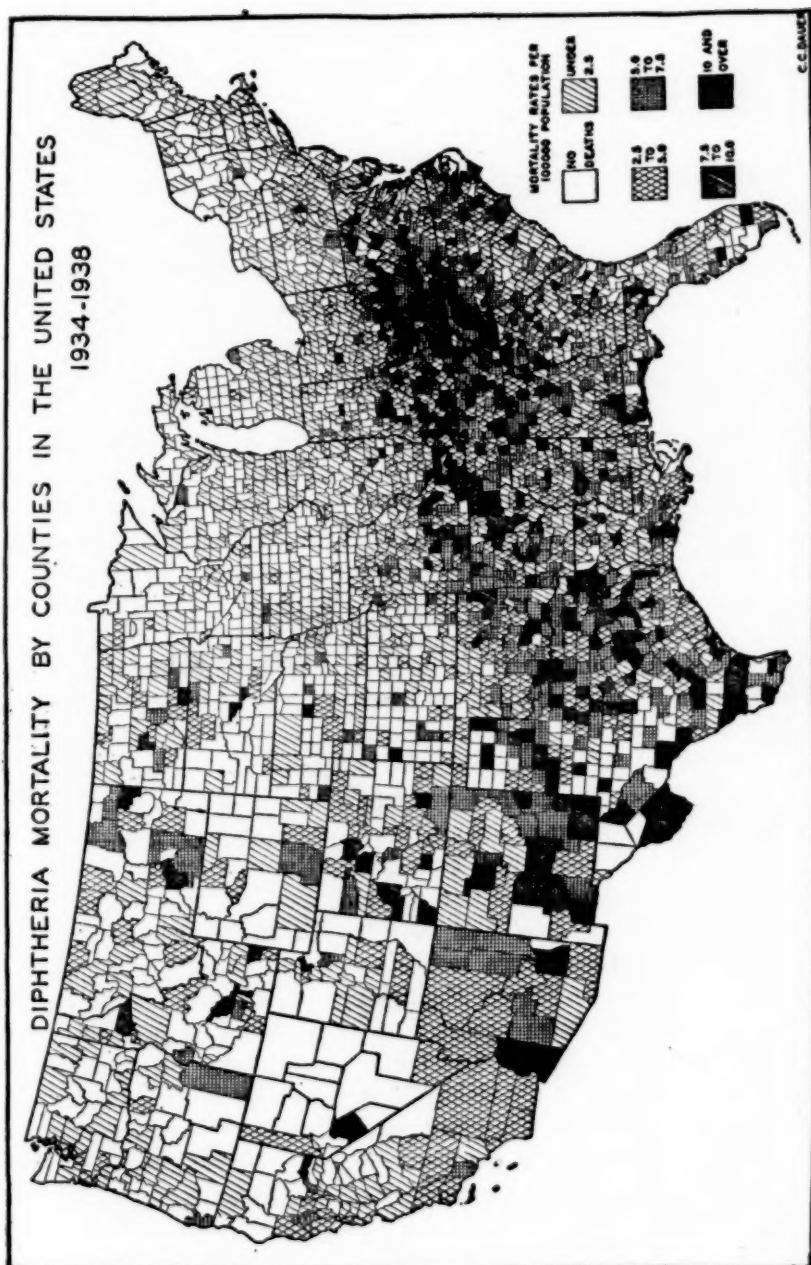 DIPHTHERIA MORTALITY BY COUNTIES IN THE UNITED STATES
1934-1938
MORTALITY RATES PER
100000 POPULATION
NO
DEATHS
UNDER
2.5
2.5
TO
5.0
5.0
TO
7.5
7.5
TO
10.0
10 AND
OVER
C.C.DAUER